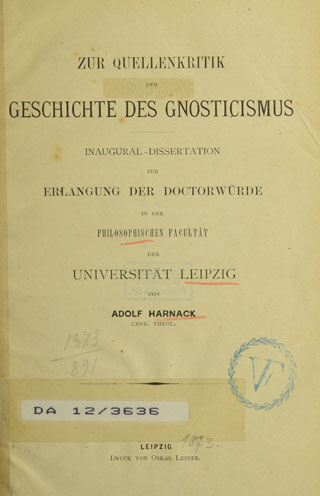 ZUR QUELLENKRITIK
DER
GESCHICHTE DES GNOSTICISMUS
INAUGURAL-DISSERTATION
ZUR
ERLANGUNG DER DOCTORWÜRDE
IN DER
PHILOSOPHISCHEN FACULTÄT
DER
UNIVERSITÄT LEIPZIG
VON
ADOLF HARNACK
CAND. THEOL.
1873
891
DA 12/3636
LEIPZIG 1873.
DRUCK VON OSKAR LEINER.